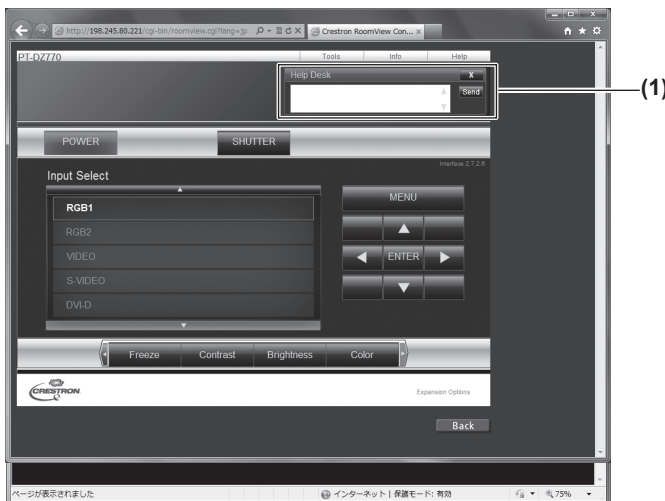 http://198.245.80.221/cgi-bin/roomview.cgi?lang=jp
Crestron RoomView Con...
PT-DZ770
Tools
Info
Help
Help Desk
X
Send
(1)
POWER
SHUTTER
Interface 2.7.2.6
Input Select
RGB1
MENU
RGB2
VIDEO
ENTER
S-VIDEO
DVI-D
Freeze
Contrast
Brightness
Color
CRESTRON
Expansion Options
Back
ページが表示されました
インターネット | 保護モード: 有効
75%